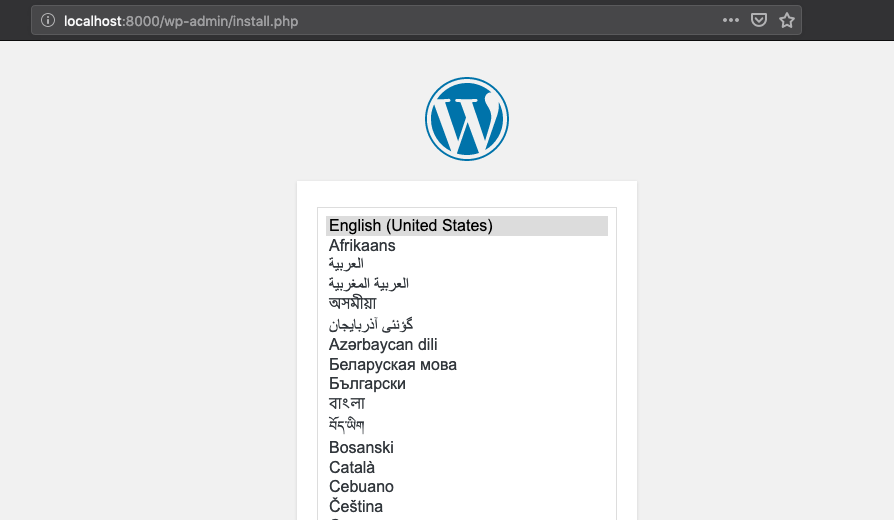 localhost:8000/wp-admin/install.php
English (United States)
Afrikaans
العربية
العربية المغربية
অসমীয়া
گؤنئی آذربایجان
Azərbaycan dili
Беларуская мова
Български
বাংলা
བོད་ཡིག
Bosanski
Català
Cebuano
Čeština